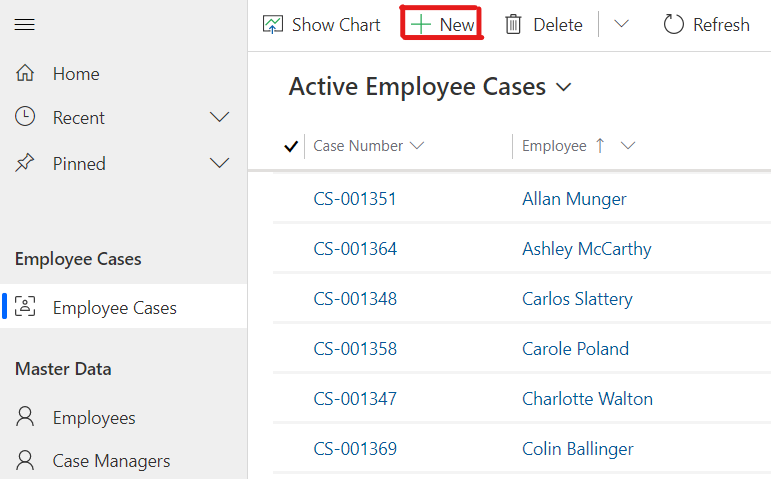 Show Chart New Delete Refresh
Home
Recent
Pinned
Employee Cases
Employee Cases
Master Data
Employees
Case Managers
Active Employee Cases
Case Number Employee
CS-001351 Allan Munger
CS-001364 Ashley McCarthy
CS-001348 Carlos Slattery
CS-001358 Carole Poland
CS-001347 Charlotte Walton
CS-001369 Colin Ballinger